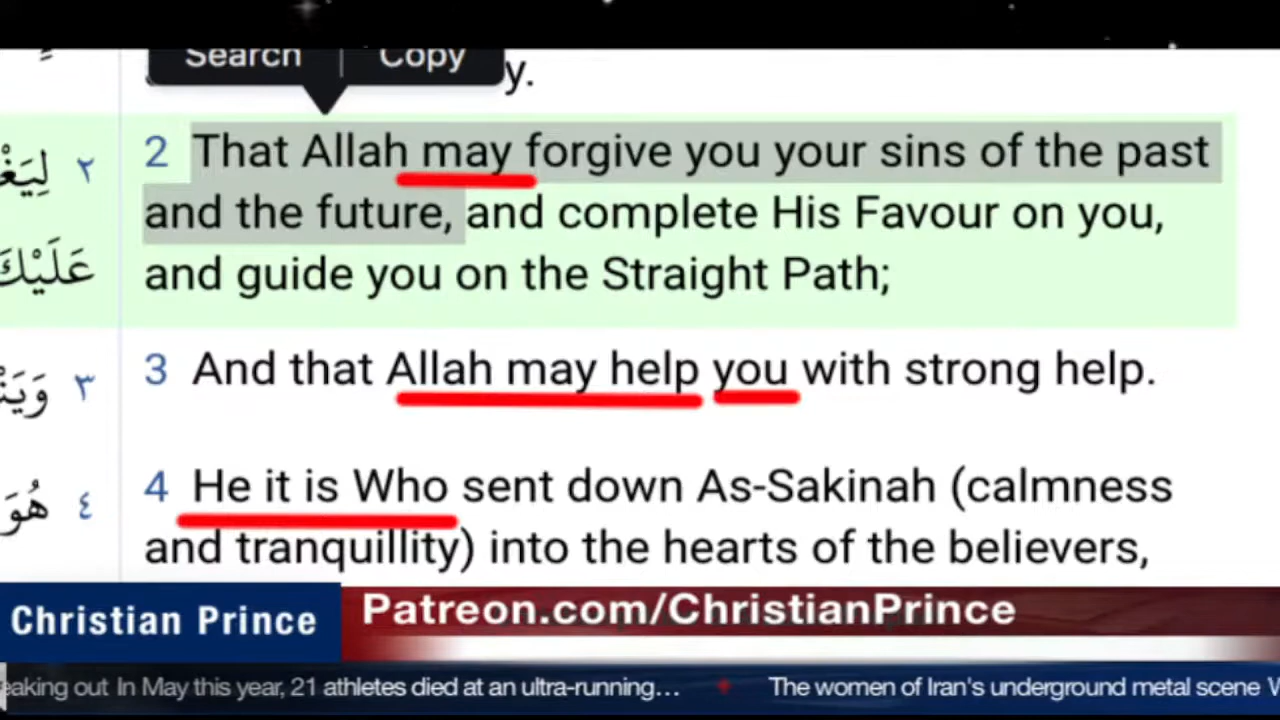 Search
Copy
y.
2 That Allah may forgive you your sins of the past
and the future, and complete His Favour on you,
and guide you on the Straight Path;
٢
عَلَيْكَ
3 And that Allah may help you with strong help.
٣
4 He it is Who sent down As-Sakinah (calmness
and tranquillity) into the hearts of the believers,
٤ هُوَ
Christian Prince
Patreon.com/ChristianPrince
eaking out In May this year, 21 athletes died at an ultra-running... The women of Iran's underground metal scene